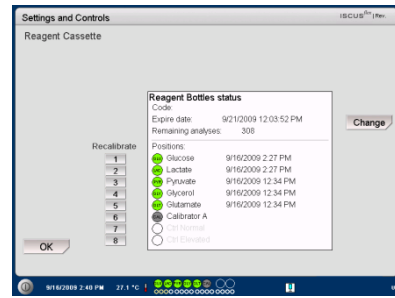 Settings and Controls
ISCUS flex | Rev.
Reagent Cassette
Reagent Bottles status
Code:
Expire date: 9/21/2009 12:03:52 PM
Remaining analyses: 308
Change
Recalibrate
Positions:
1 Glucose 9/16/2009 2:27 PM
2 Lactate 9/16/2009 2:27 PM
3 Pyruvate 9/16/2009 12:34 PM
4 Glycerol 9/16/2009 12:34 PM
5 Glutamate 9/16/2009 12:34 PM
6 Calibrator A
7 Ctrl Normal
8 Ctrl Elevated
OK
9/16/2009 2:40 PM 27.1 °C